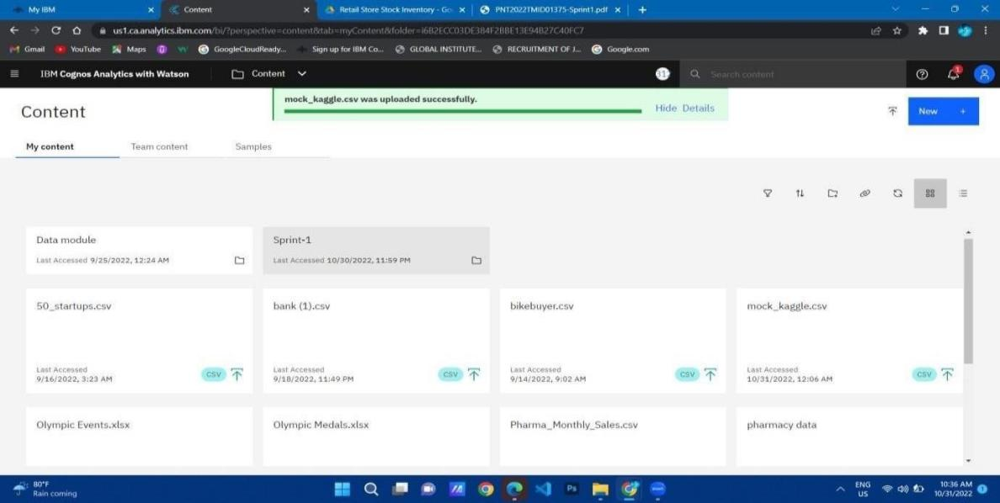 My IBM
Content
Retail Store Stock Inventory - Go
PNT2022TMID01375-Sprint1.pdf
us1.ca.analytics.ibm.com/bi/?perspective=content&tab=myContent&folder=i6B2ECC03DE384F2BBE13E94B27C40FC7
Gmail YouTube Maps GoogleCloudReady... Sign up for IBM Co... GLOBAL INSTITUTE... RECRUITMENT OF J... Google.com
IBM Cognos Analytics with Watson
Content
Search content
1
Content
mock_kaggle.csv was uploaded successfully.
Hide Details
New +
My content Team content Samples
Data module
Last Accessed 9/25/2022, 12:24 AM
Sprint-1
Last Accessed 10/30/2022, 11:59 PM
50_startups.csv
Last Accessed
9/16/2022, 3:23 AM
CSV
bank (1).csv
Last Accessed
9/18/2022, 11:49 PM
CSV
bikebuyer.csv
Last Accessed
9/14/2022, 9:02 AM
CSV
mock_kaggle.csv
Last Accessed
10/31/2022, 12:06 AM
CSV
Olympic Events.xlsx
Olympic Medals.xlsx
Pharma_Monthly_Sales.csv
pharmacy data
80°F
Rain coming
Ps
ENG
US
10:36 AM
10/31/2022
1